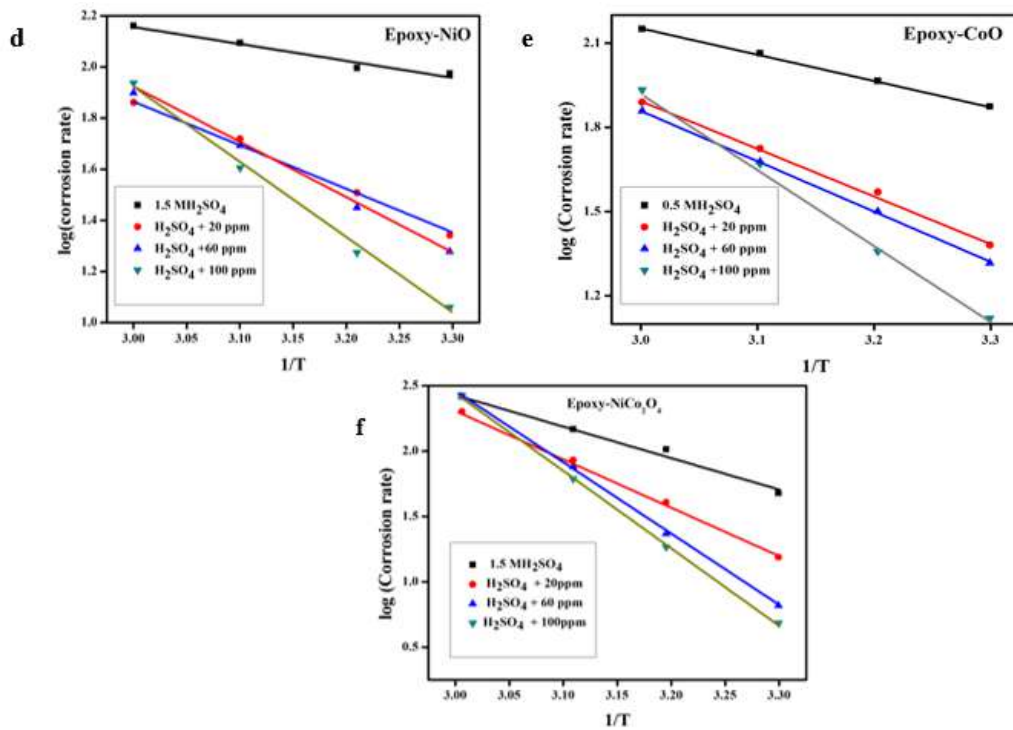 d
Epoxy-NiO
2.2
2.0
1.8
1.6
1.4
1.2
1.0
log(corrosion rate)
1.5 MH2SO4
H2SO4 + 20 ppm
H2SO4 +60 ppm
H2SO4 + 100 ppm
3.00 3.05 3.10 3.15 3.20 3.25 3.30
1/T
e
Epoxy-CoO
2.1
1.8
1.5
1.2
log (Corrosion rate)
0.5 MH2SO4
H2SO4 + 20 ppm
H2SO4 + 60 ppm
H2SO4 +100 ppm
3.0 3.1 3.2 3.3
1/T
f
Epoxy-NiCo2O4
2.5
2.0
1.5
1.0
0.5
log (Corrosion rate)
1.5 MH2SO4
H2SO4 + 20ppm
H2SO4 + 60 ppm
H2SO4 + 100ppm
3.00 3.05 3.10 3.15 3.20 3.25 3.30
1/T